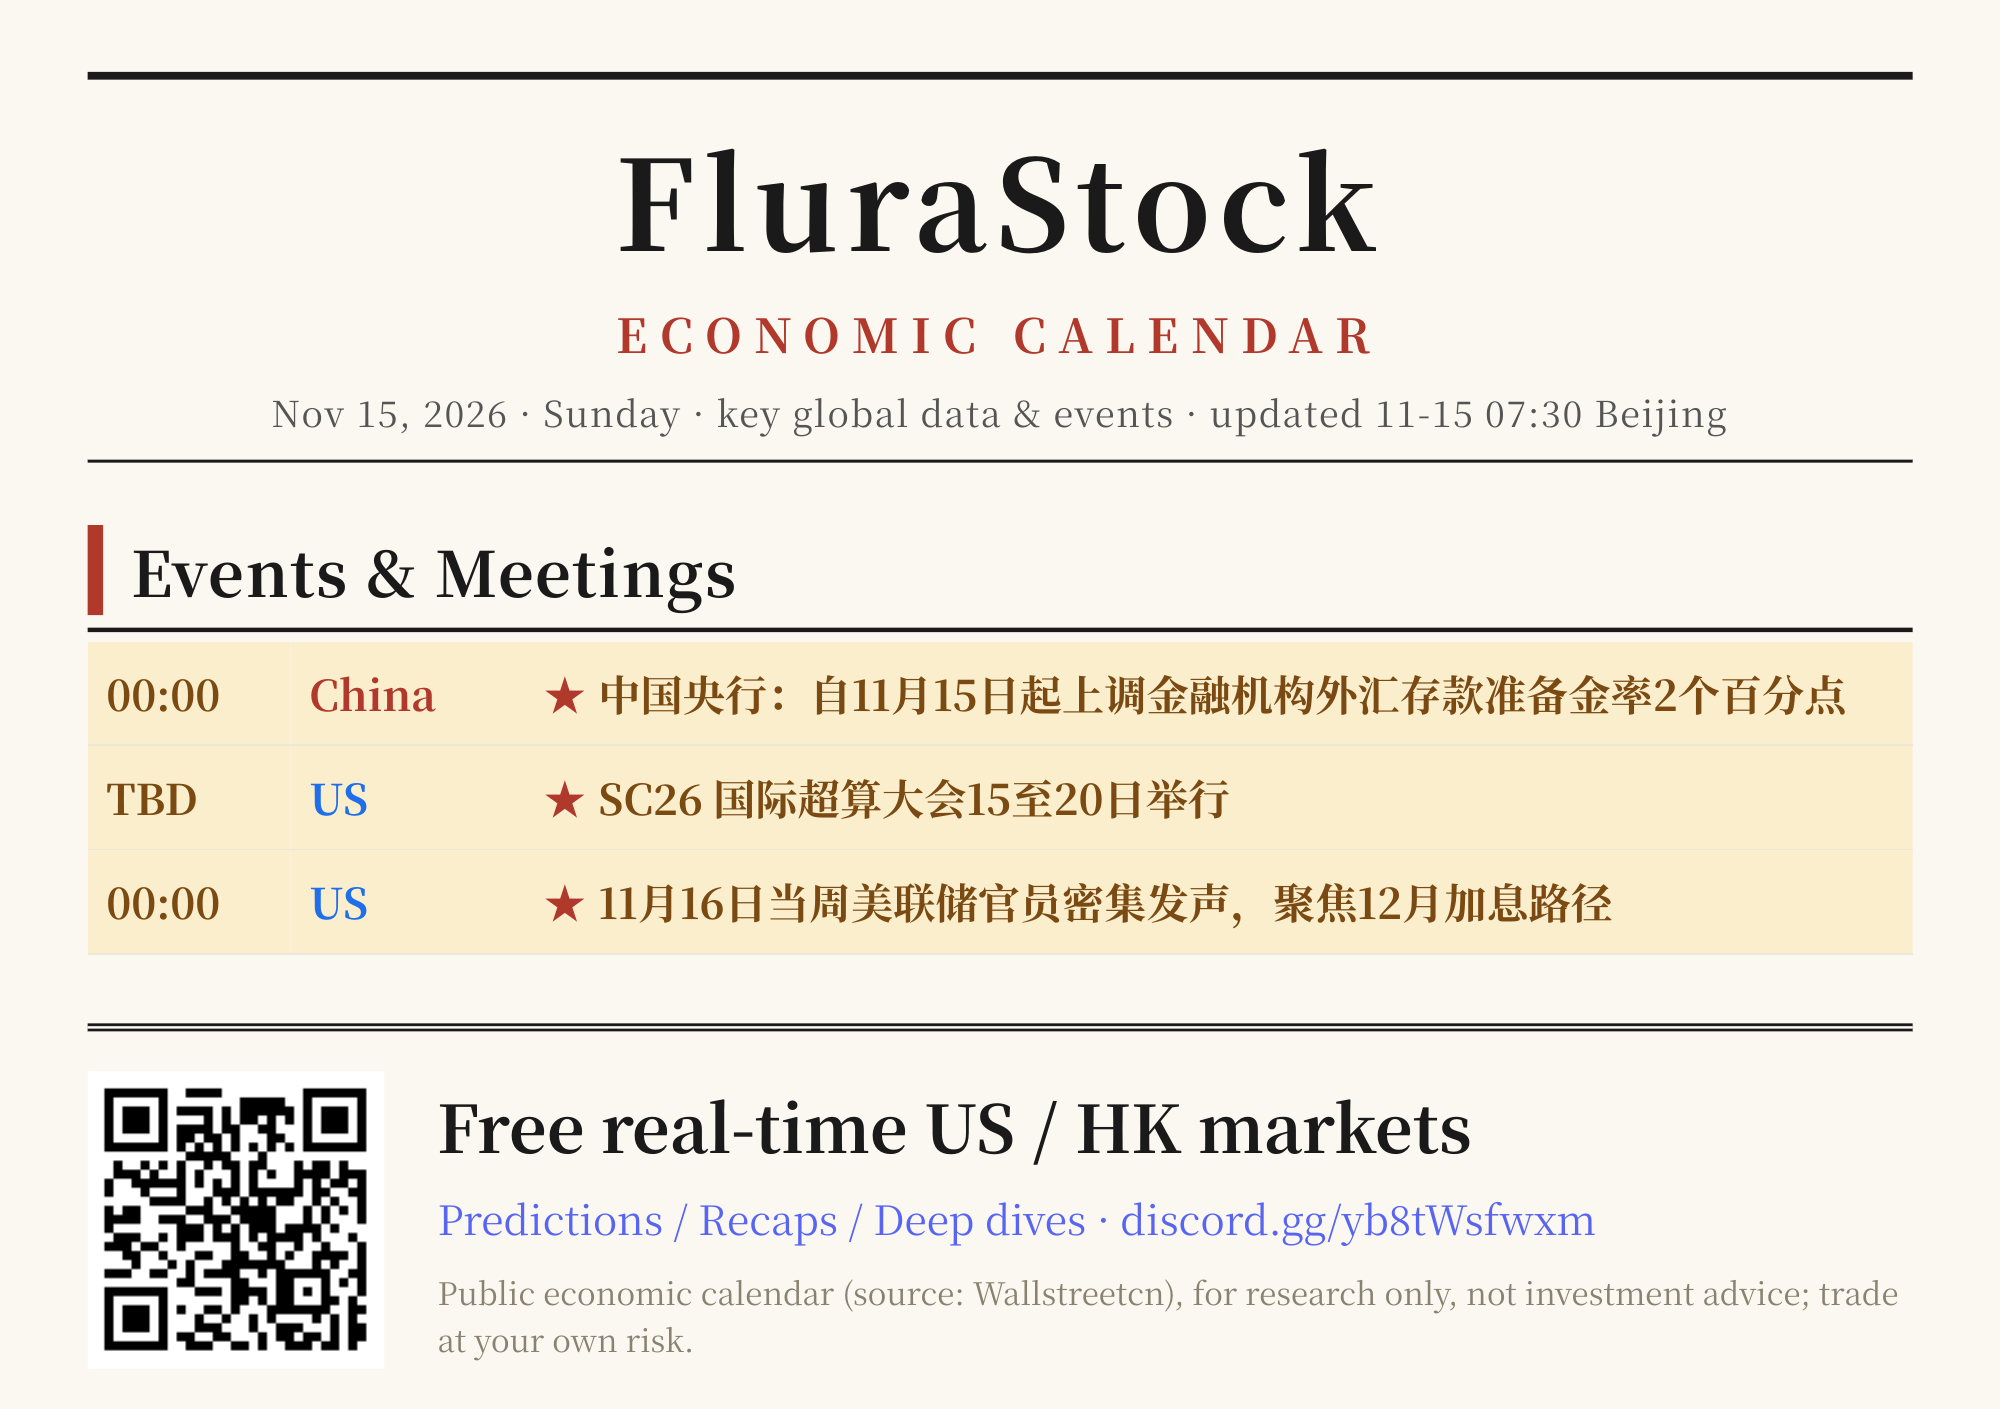 FluraStock
ECONOMIC CALENDAR
Nov 15, 2026 · Sunday · key global data & events · updated 11-15 07:30 Beijing
Events & Meetings
00:00 China ★ 中国央行：自11月15日起上调金融机构外汇存款准备金率2个百分点
TBD US ★ SC26 国际超算大会15至20日举行
00:00 US ★ 11月16日当周美联储官员密集发声，聚焦12月加息路径
Free real-time US / HK markets
Predictions / Recaps / Deep dives · discord.gg/yb8tWsfwxm
Public economic calendar (source: Wallstreetcn), for research only, not investment advice; trade
at your own risk.